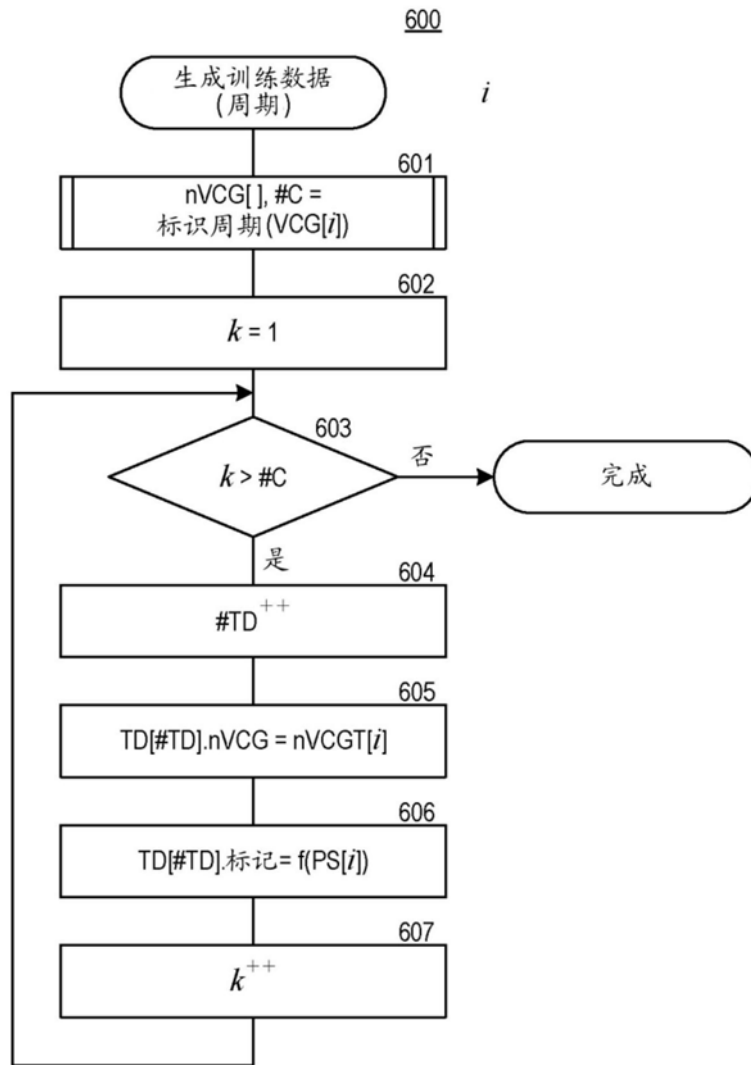 600
生成训练数据
(周期)
i
601
nVCG[ ], #C =
标识周期(VCG[i])
602
k = 1
603
k > #C
否
完成
是
604
#TD++
605
TD[#TD].nVCG = nVCGT[i]
606
TD[#TD].标记= f(PS[i])
607
k++